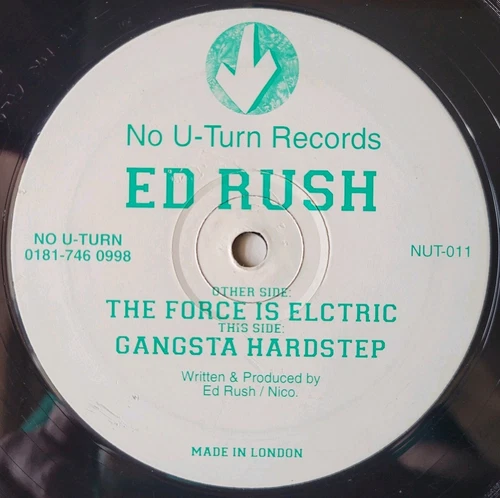 No U-Turn Records
ED RUSH
NO U-TURN
0181-746 0998
NUT-011
OTHER SIDE:
THE FORCE IS ELCTRIC
THIS SIDE:
GANGSTA HARDSTEP
Written & Produced by
Ed Rush / Nico.
MADE IN LONDON